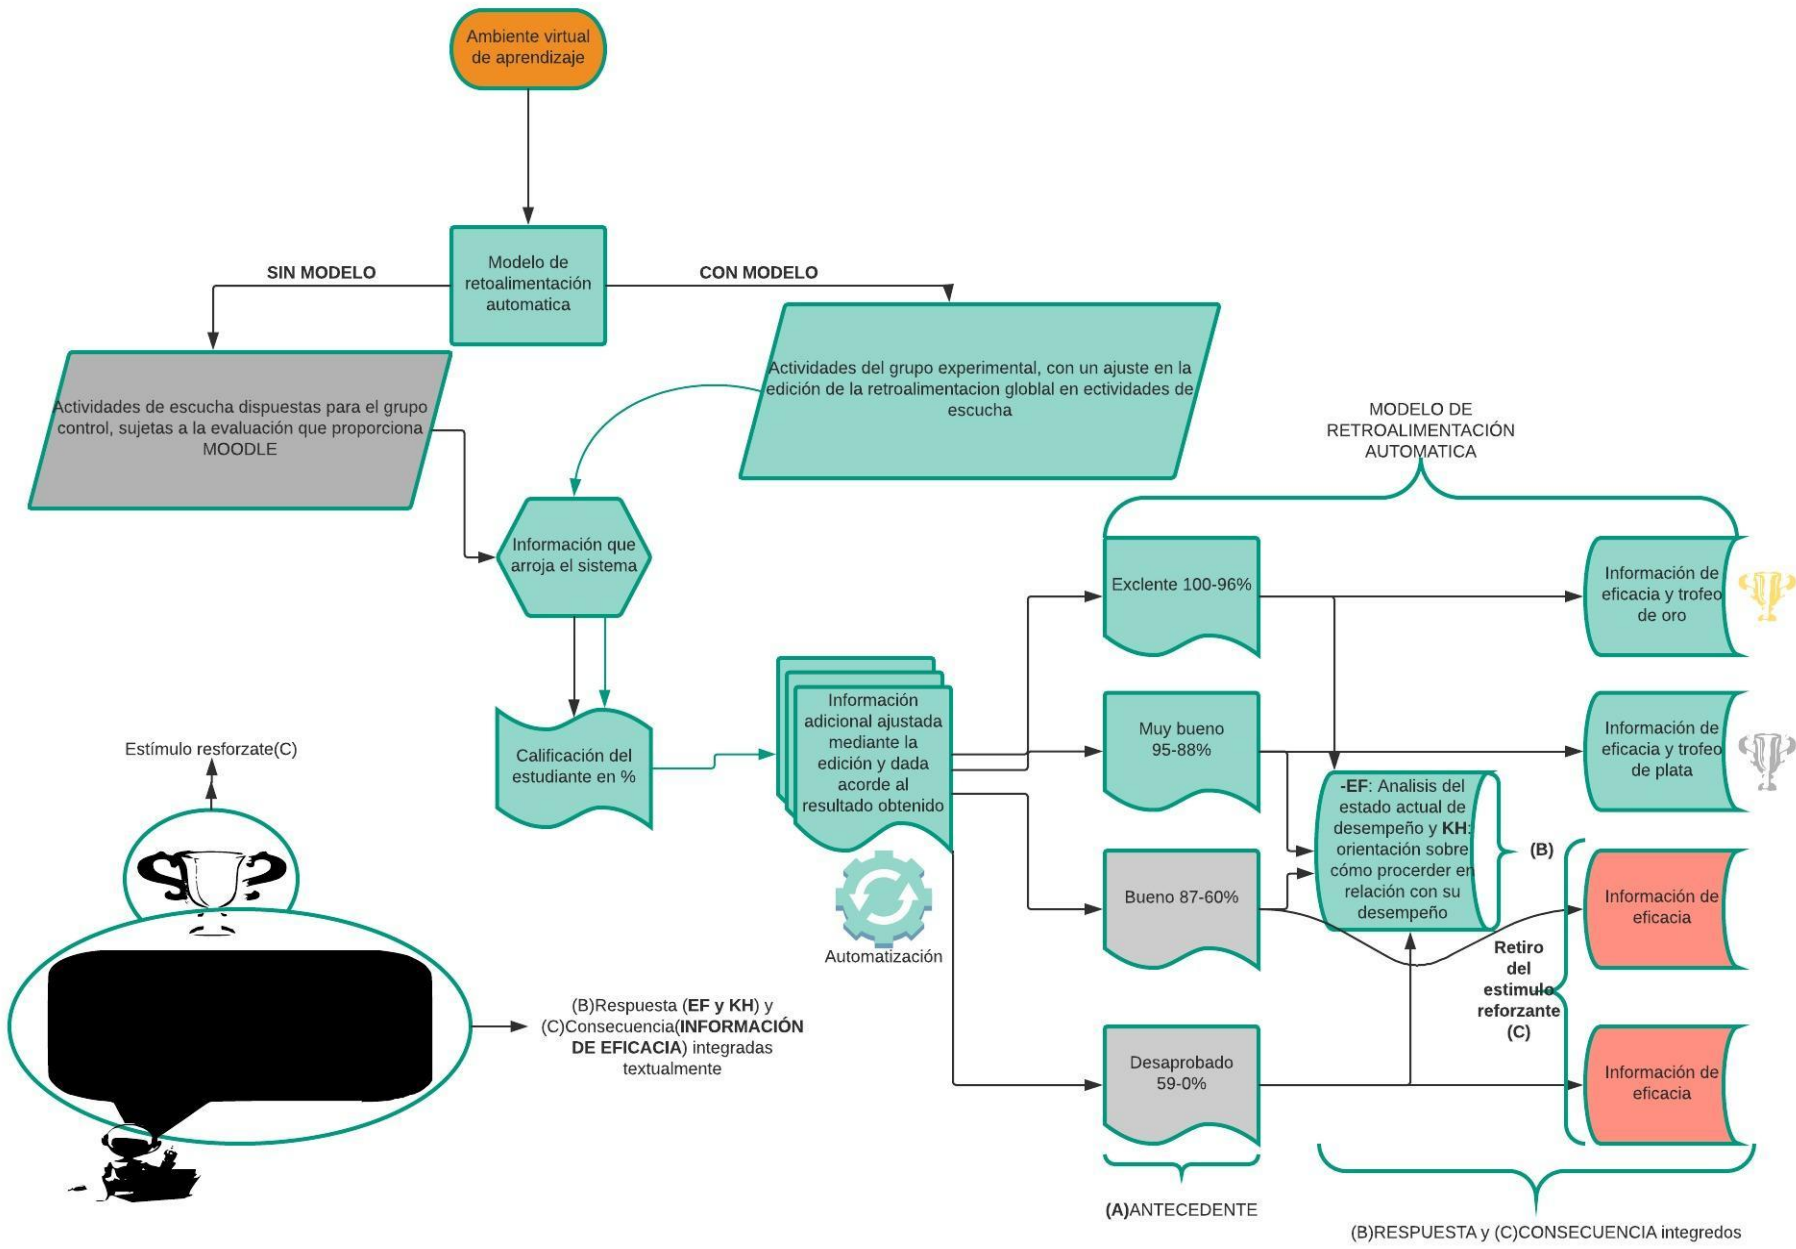 Ambiente virtual
de aprendizaje
Modelo de
retoalimentación
automatica
SIN MODELO
CON MODELO
Actividades de escucha dispuestas para el grupo
control, sujetas a la evaluación que proporciona
MOODLE
Actividades del grupo experimental, con un ajuste en la
edición de la retroalimentacion globlal en ectividades de
escucha
Información que
arroja el sistema
Calificación del
estudiante en %
Información
adicional ajustada
mediante la
edición y dada
acorde al
resultado obtenido
Automatización
MODELO DE
RETROALIMENTACIÓN
AUTOMATICA
Exclente 100-96%
Información de
eficacia y trofeo
de oro
Muy bueno
95-88%
Información de
eficacia y trofeo
de plata
-EF: Analisis del
estado actual de
desempeño y KH:
orientación sobre
cómo procerder en
relación con su
desempeño
(B)
Bueno 87-60%
Información de
eficacia
Retiro
del
estimulo
reforzante
(C)
Desaprobado
59-0%
Información de
eficacia
(A)ANTECEDENTE
(B)RESPUESTA y (C)CONSECUENCIA integredos
Estímulo resforzate(C)
(B)Respuesta (EF y KH) y
(C)Consecuencia(INFORMACIÓN
DE EFICACIA) integradas
textualmente